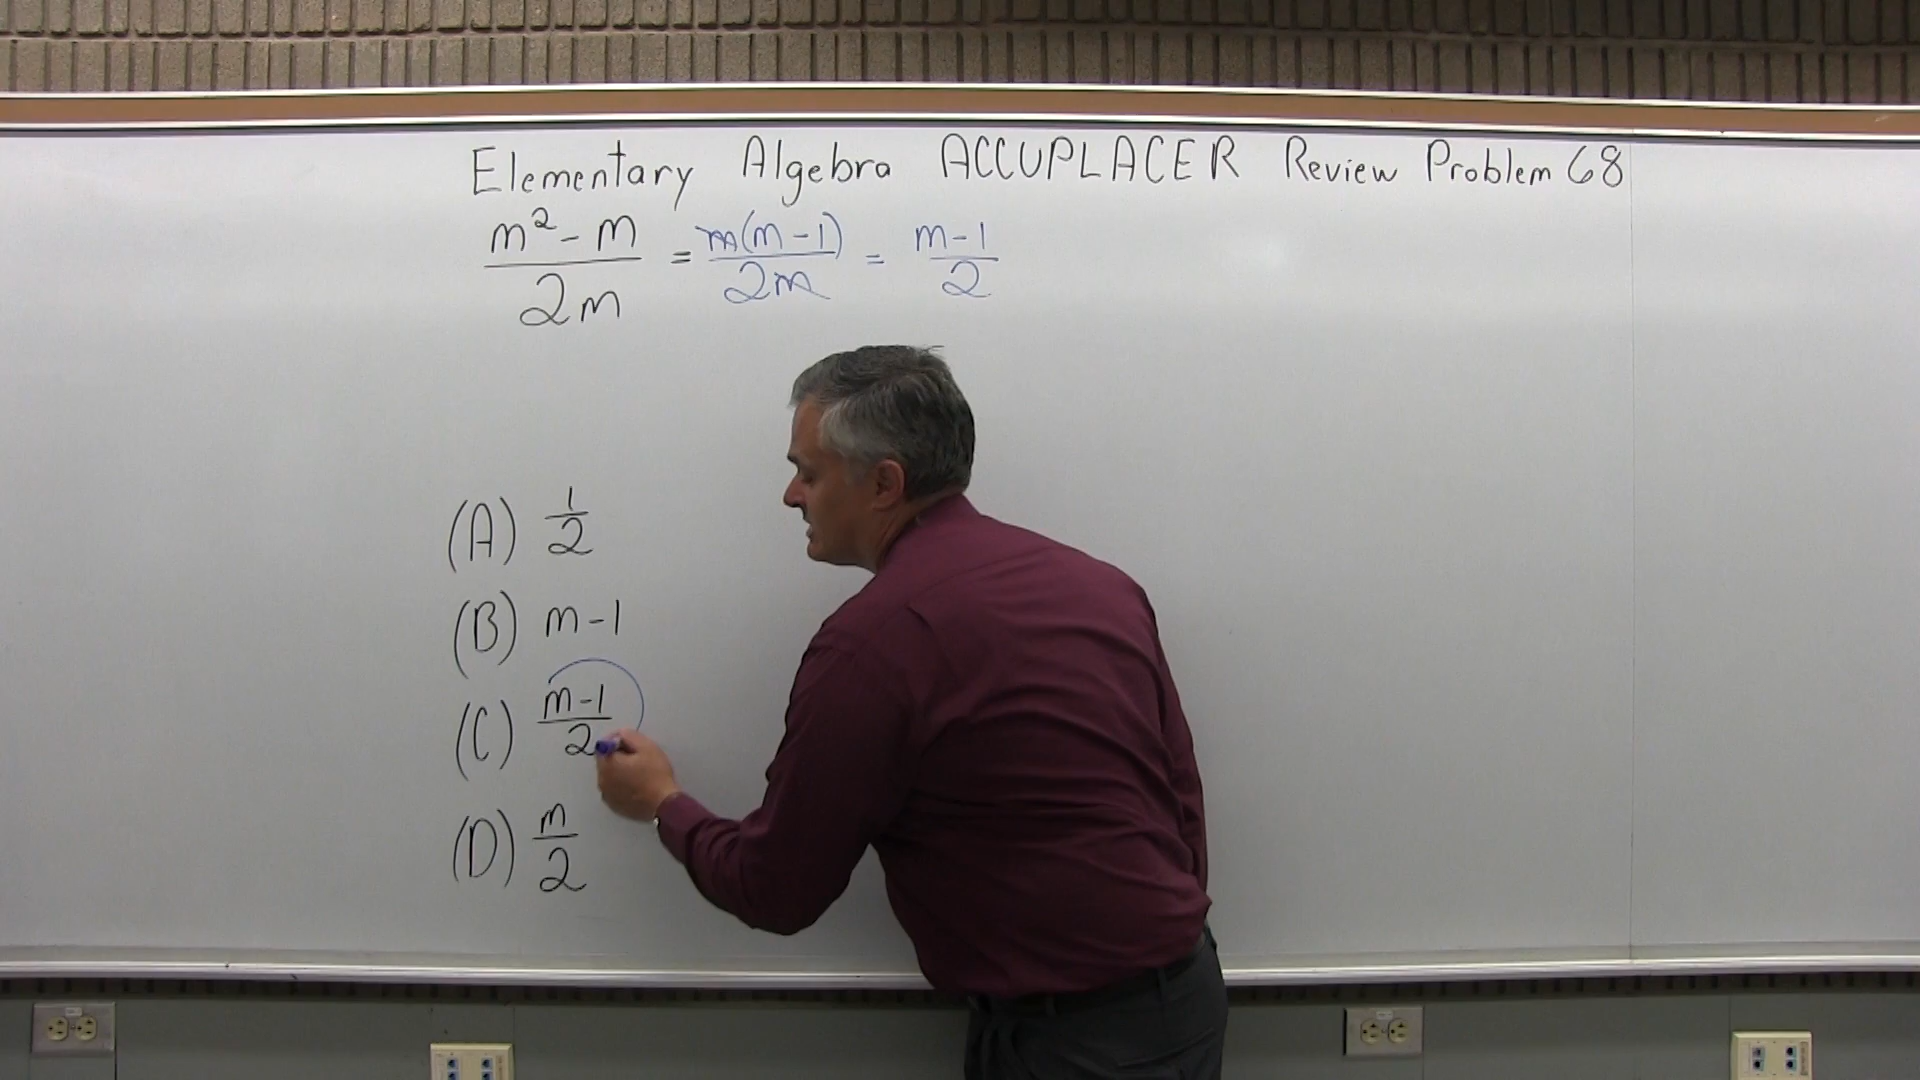 Elementary Algebra ACCUPLACER Review Problem 68
m² - m / 2m = m(m-1) / 2m = m-1 / 2
(A) 1/2
(B) m-1
(C) m-1 / 2
(D) m/2